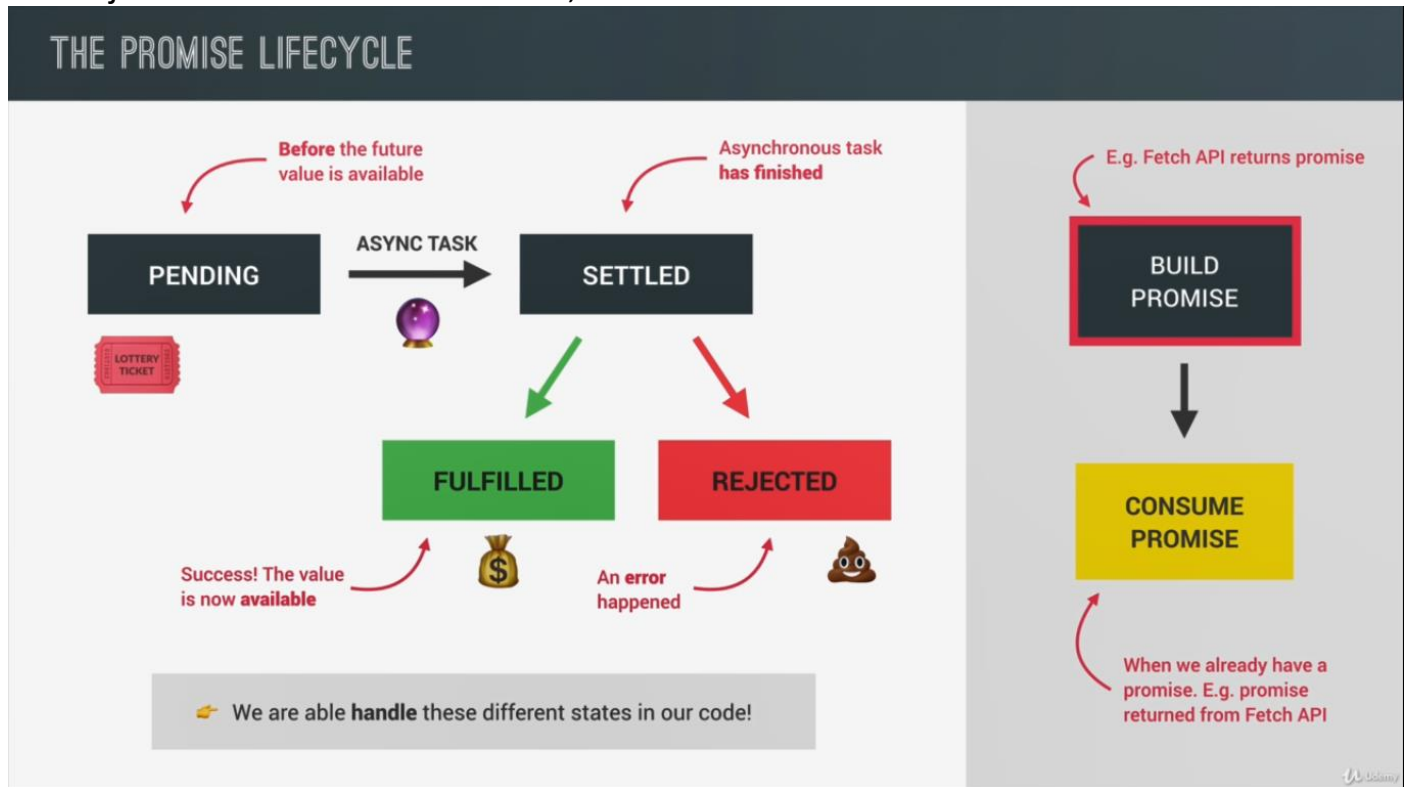 THE PROMISE LIFECYCLE
Before the future
value is available
Asynchronous task
has finished
PENDING
ASYNC TASK
SETTLED
LOTTERY
TICKET
FULFILLED
REJECTED
Success! The value
is now available
An error
happened
We are able handle these different states in our code!
E.g. Fetch API returns promise
BUILD
PROMISE
CONSUME
PROMISE
When we already have a
promise. E.g. promise
returned from Fetch API
Udemy